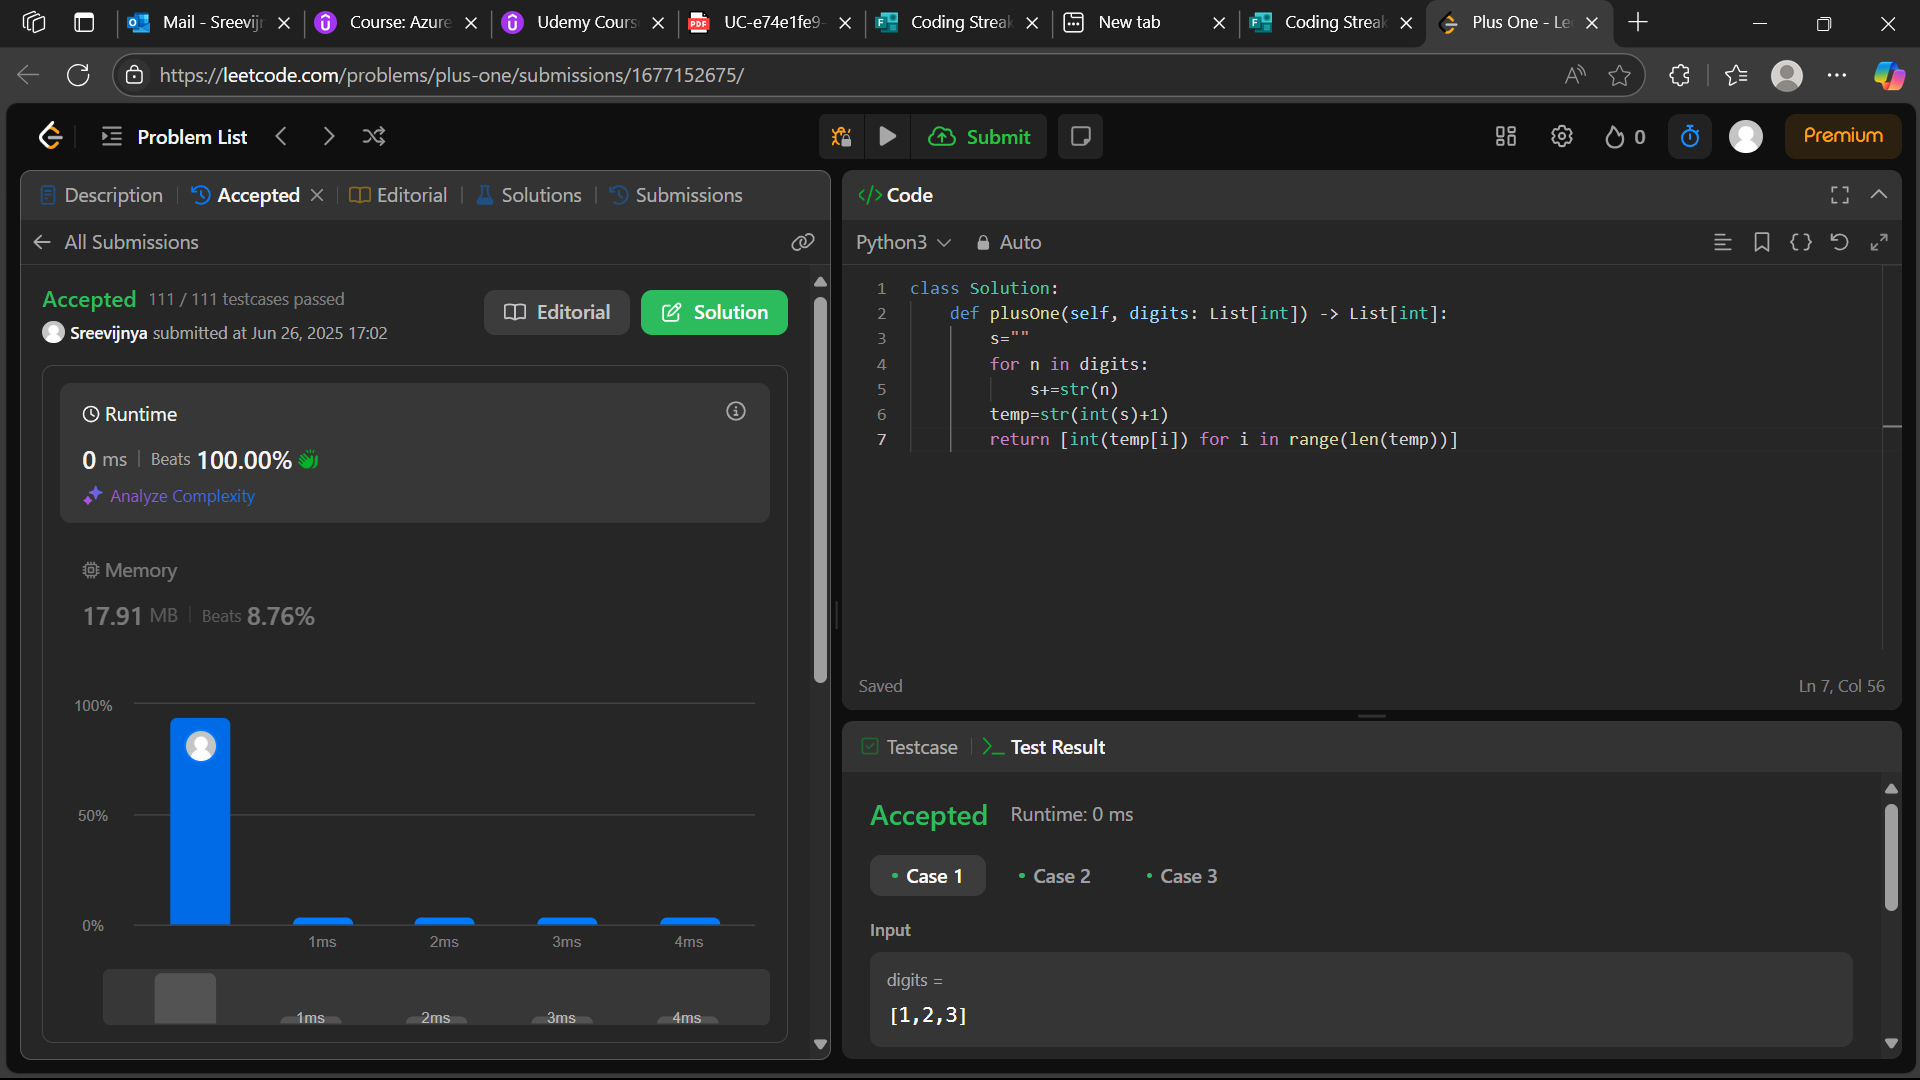 Mail - Sreevijn
Course: Azure
Udemy Cours
UC-e74e1fe9-
Coding Streak
New tab
Coding Streak
Plus One - Le
https://leetcode.com/problems/plus-one/submissions/1677152675/
Problem List
Submit
0
Premium
Description
Accepted
Editorial
Solutions
Submissions
All Submissions
Accepted 111 / 111 testcases passed
Sreevijnya submitted at Jun 26, 2025 17:02
Editorial
Solution
Runtime
0 ms | Beats 100.00%
Analyze Complexity
Memory
17.91 MB | Beats 8.76%
100%
50%
0%
1ms 2ms 3ms 4ms
1ms 2ms 3ms 4ms
</> Code
Python3 Auto
1 class Solution:
2 def plusOne(self, digits: List[int]) -> List[int]:
3 s=""
4 for n in digits:
5 s+=str(n)
6 temp=str(int(s)+1)
7 return [int(temp[i]) for i in range(len(temp))]
Saved
Ln 7, Col 56
Testcase
Test Result
Accepted Runtime: 0 ms
Case 1
Case 2
Case 3
Input
digits =
[1,2,3]